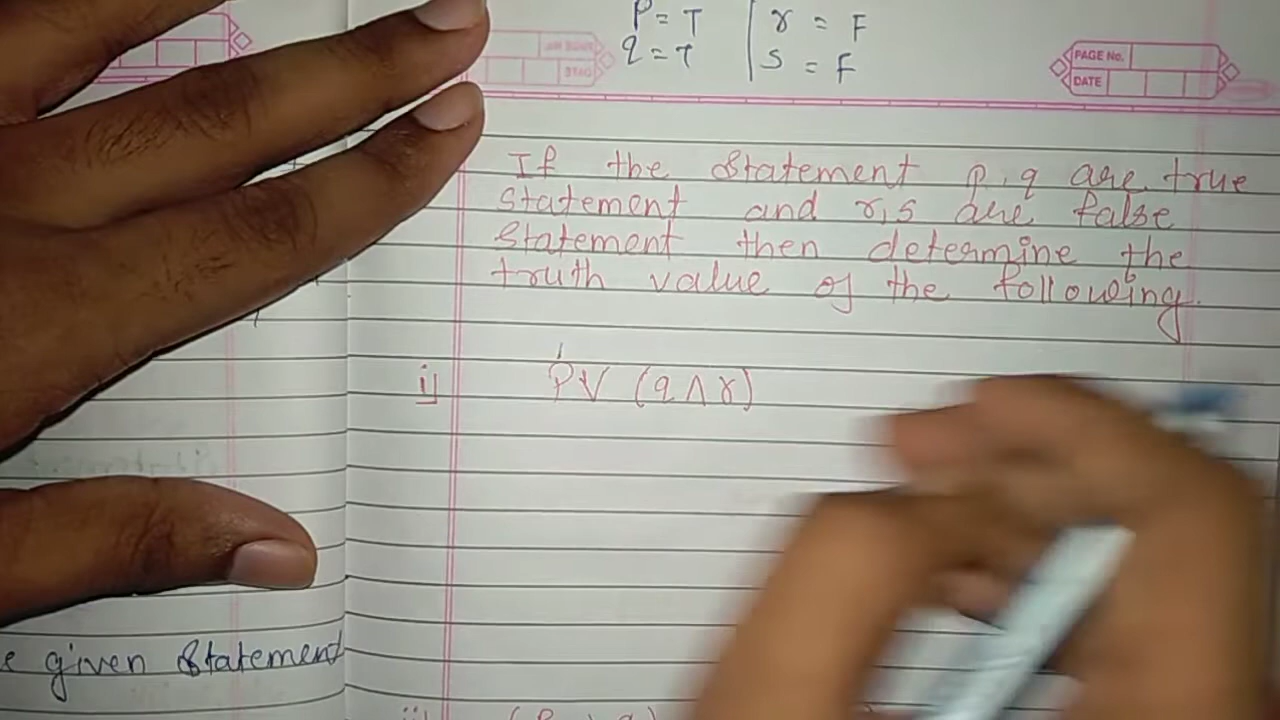 P = T | r = F
q = T | s = F
PAGE No.
DATE
If the statement p,q are true
statement and r,s are false
statement then determine the
truth value of the following.
i) P∨ (q∧r)
e given statement